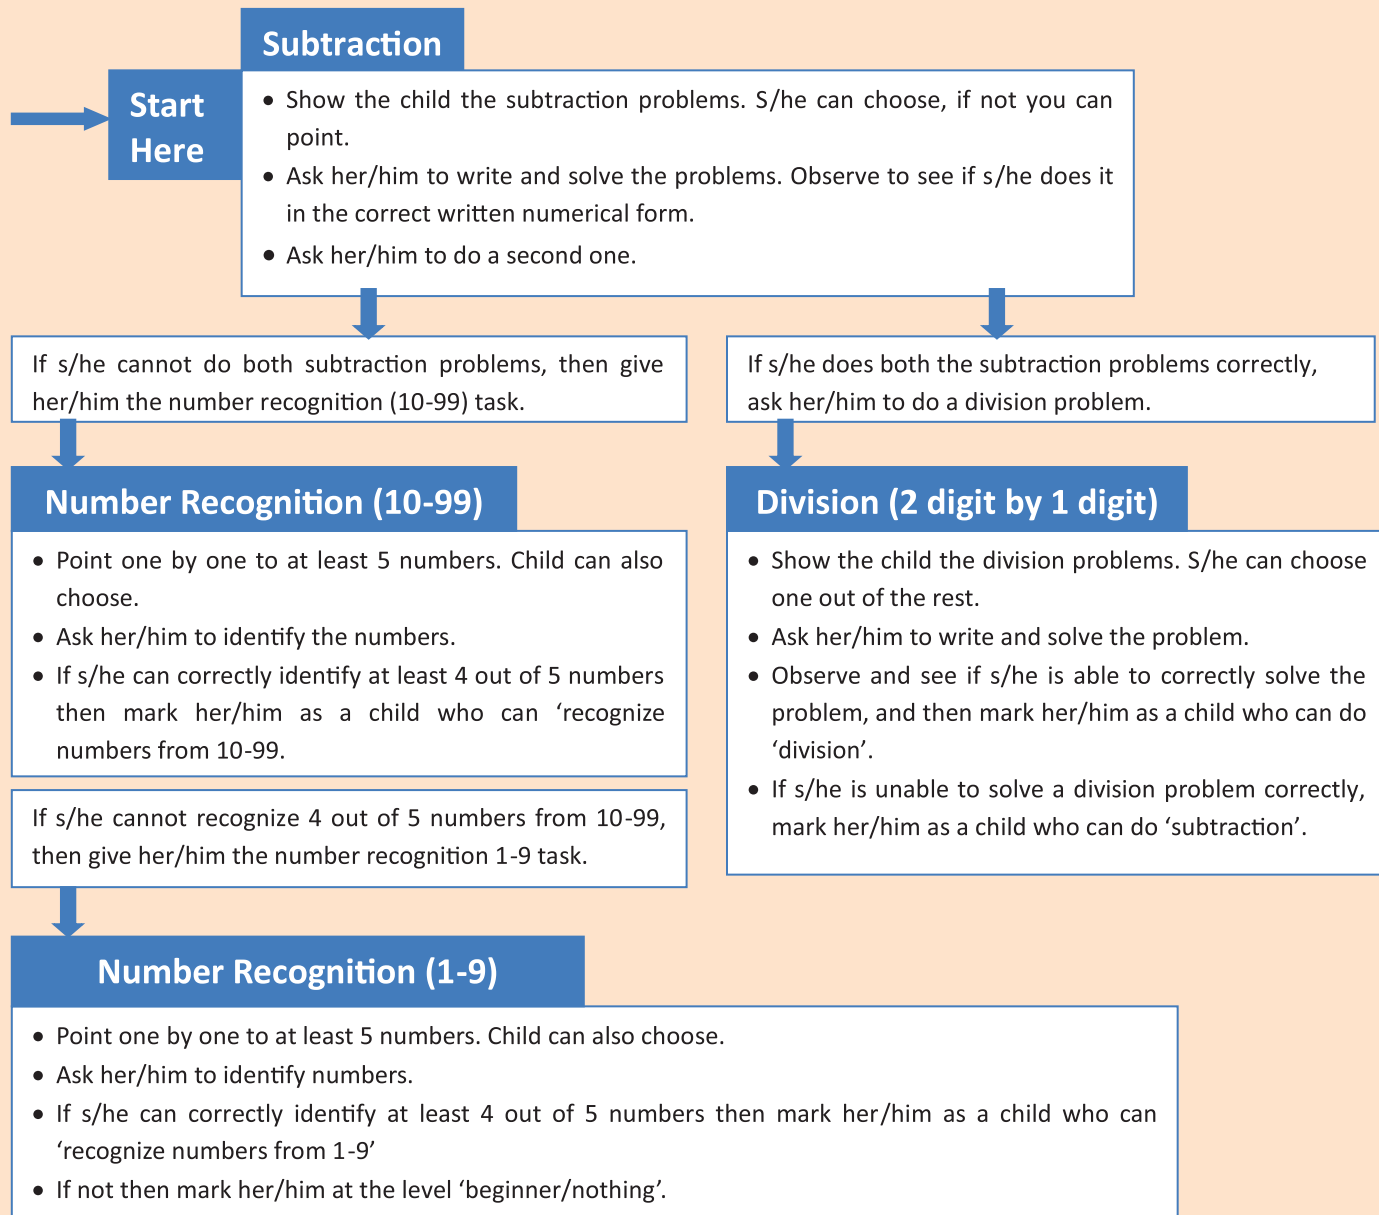 Subtraction
Start
Here
• Show the child the subtraction problems. S/he can choose, if not you can
point.
• Ask her/him to write and solve the problems. Observe to see if s/he does it
in the correct written numerical form.
• Ask her/him to do a second one.
If s/he cannot do both subtraction problems, then give
her/him the number recognition (10-99) task.
If s/he does both the subtraction problems correctly,
ask her/him to do a division problem.
Number Recognition (10-99)
• Point one by one to at least 5 numbers. Child can also
choose.
• Ask her/him to identify the numbers.
• If s/he can correctly identify at least 4 out of 5 numbers
then mark her/him as a child who can ‘recognize
numbers from 10-99.
If s/he cannot recognize 4 out of 5 numbers from 10-99,
then give her/him the number recognition 1-9 task.
Division (2 digit by 1 digit)
• Show the child the division problems. S/he can choose
one out of the rest.
• Ask her/him to write and solve the problem.
• Observe and see if s/he is able to correctly solve the
problem, and then mark her/him as a child who can do
‘division’.
• If s/he is unable to solve a division problem correctly,
mark her/him as a child who can do ‘subtraction’.
Number Recognition (1-9)
• Point one by one to at least 5 numbers. Child can also choose.
• Ask her/him to identify numbers.
• If s/he can correctly identify at least 4 out of 5 numbers then mark her/him as a child who can
‘recognize numbers from 1-9’
• If not then mark her/him at the level ‘beginner/nothing’.